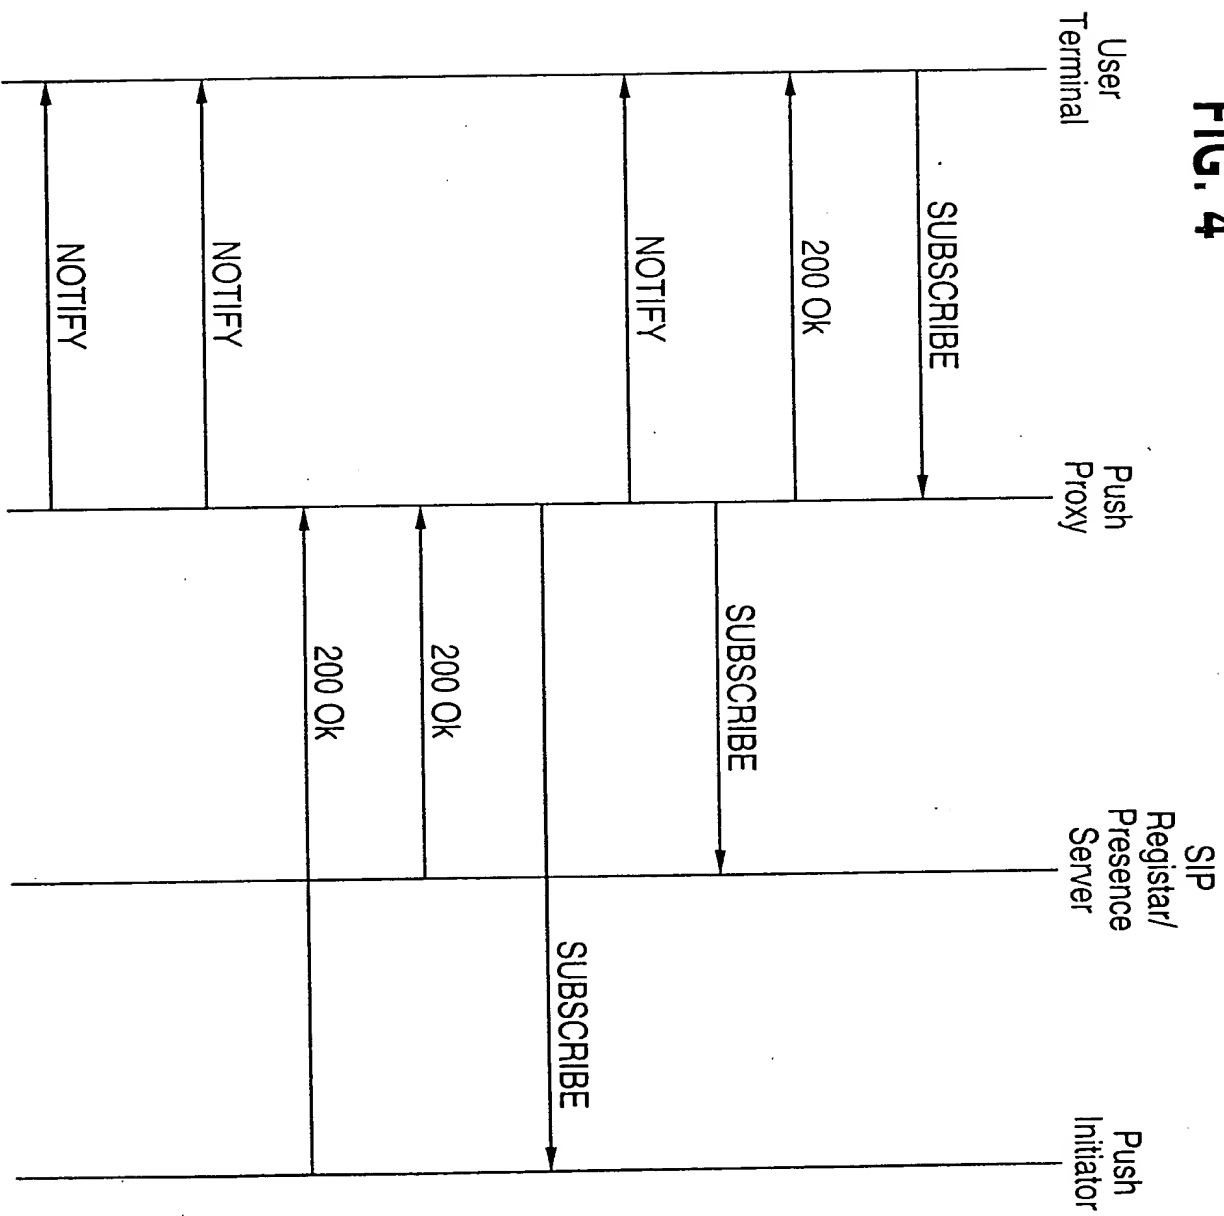 FIG. 4
User
Terminal
Push
Proxy
SIP
Registar/
Presence
Server
Push
Initiator
SUBSCRIBE
200 Ok
SUBSCRIBE
NOTIFY
SUBSCRIBE
200 Ok
200 Ok
NOTIFY
NOTIFY